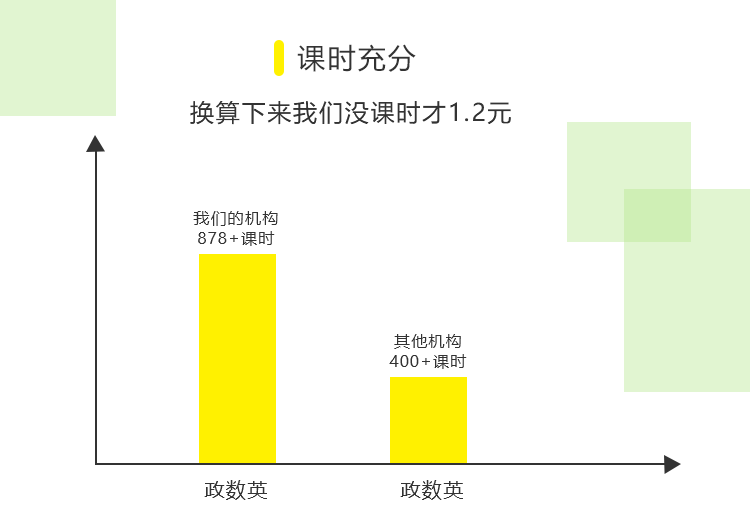 课时充分
换算下来我们没课时才1.2元
我们的机构
878+课时
其他机构
400+课时
政数英
政数英